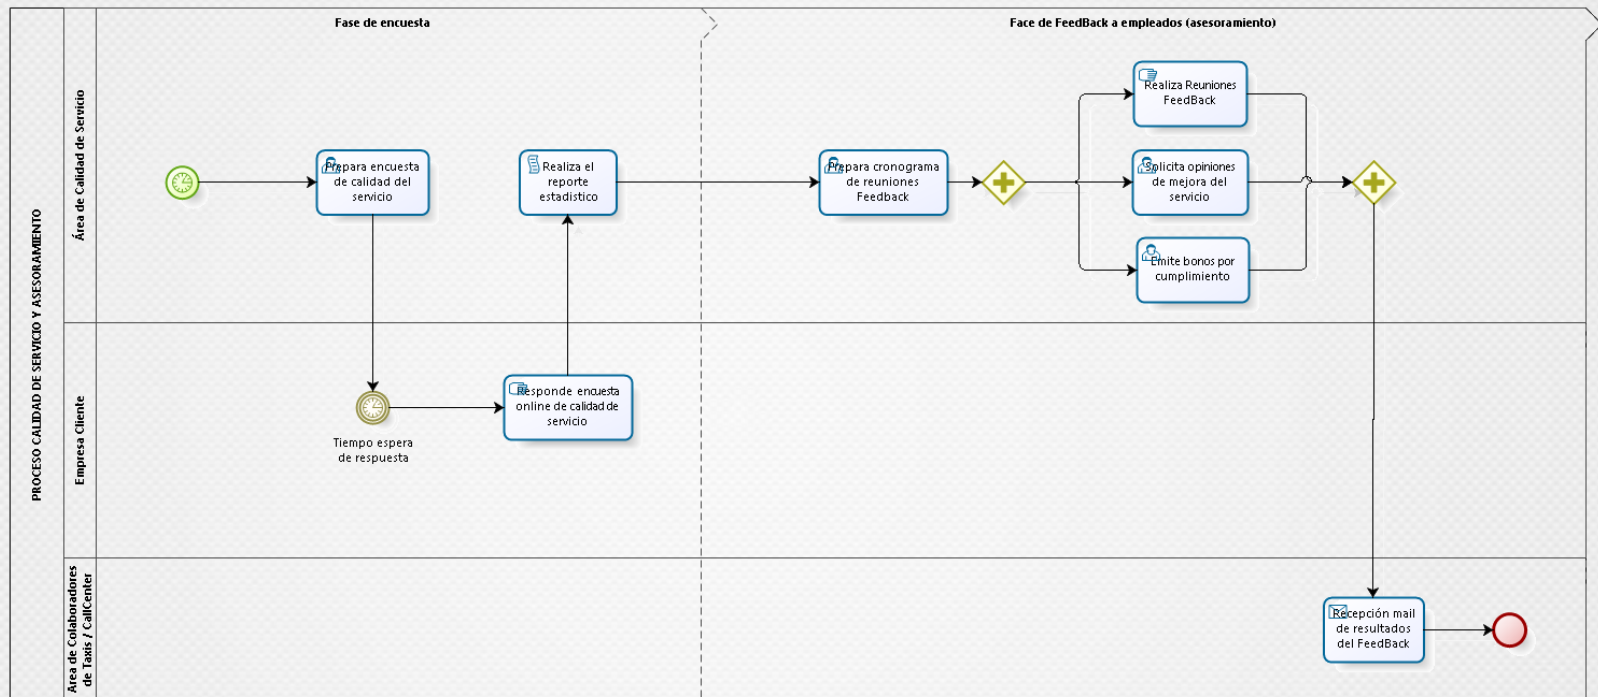 Fase de encuesta
Face de FeedBack a empleados (asesoramiento)
PROCESO CALIDAD DE SERVICIO Y ASESORAMIENTO
Área de Calidad de Servicio
Prepara encuesta
de calidad del
servicio
Realiza el
reporte
estadistico
Prepara cronograma
de reuniones
Feedback
Realiza Reuniones
FeedBack
Solicita opiniones
de mejora del
servicio
Emite bonos por
cumplimiento
Empresa Cliente
Tiempo espera
de respuesta
Responde encuesta
online de calidad de
servicio
Area de Colaboradores
de Taxis / CallCenter
Recepción mail
de resultados
del FeedBack